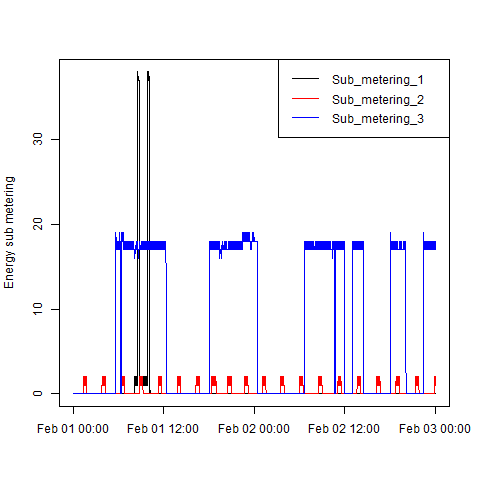 Sub_metering_1
Sub_metering_2
Sub_metering_3
Energy sub metering
30
20
10
0
Feb 01 00:00 Feb 01 12:00 Feb 02 00:00 Feb 02 12:00 Feb 03 00:00